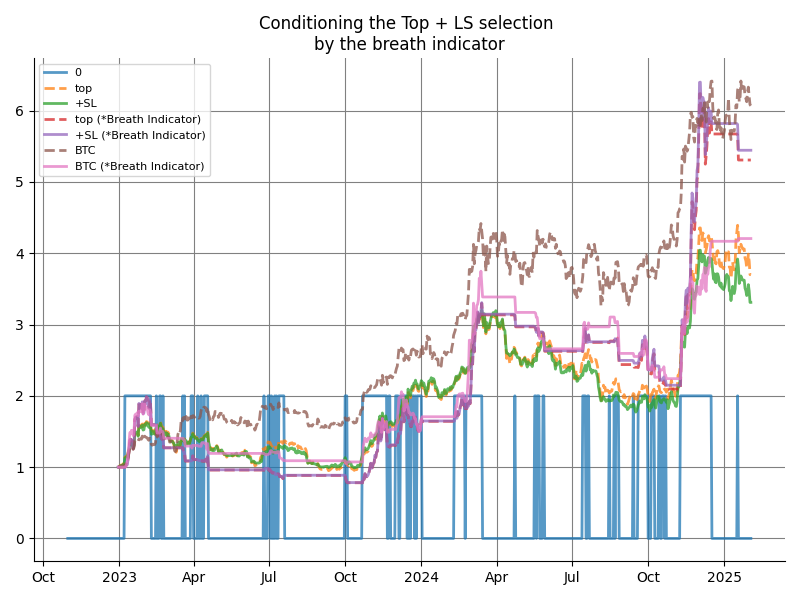 Conditioning the Top + LS selection
by the breath indicator
0
top
+SL
top (*Breath Indicator)
+SL (*Breath Indicator)
BTC
BTC (*Breath Indicator)
6
5
4
3
2
1
0
Oct 2023 Apr Jul Oct 2024 Apr Jul Oct 2025